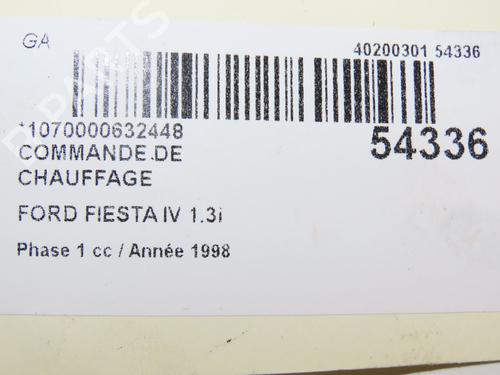 GA
40200301 54336
*1070000632448
54336
COMMANDE.DE
CHAUFFAGE
FORD FIESTA IV 1.3i
Phase 1 cc / Année 1998